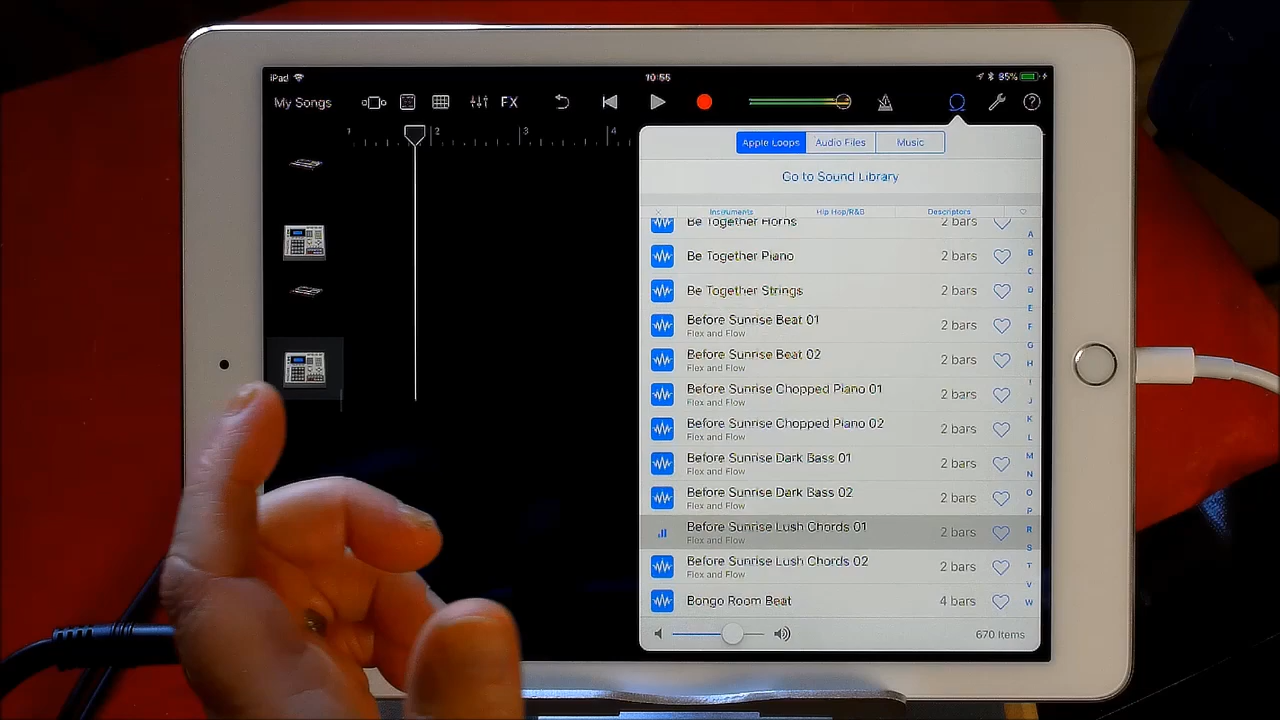 iPad 10:56 85%
My Songs FX ?
1 2 3 4
Apple Loops Audio Files Music
Go to Sound Library
Instruments Hip Hop/R&B Descriptors
Be Together Horns 2 bars
Be Together Piano 2 bars
Be Together Strings 2 bars
Before Sunrise Beat 01 2 bars
Flex and Flow
Before Sunrise Beat 02 2 bars
Flex and Flow
Before Sunrise Chopped Piano 01 2 bars
Flex and Flow
Before Sunrise Chopped Piano 02 2 bars
Flex and Flow
Before Sunrise Dark Bass 01 2 bars
Flex and Flow
Before Sunrise Dark Bass 02 2 bars
Flex and Flow
Before Sunrise Lush Chords 01 2 bars
Flex and Flow
Before Sunrise Lush Chords 02 2 bars
Flex and Flow
Bongo Room Beat 4 bars
670 Items
A
B
C
D
E
F
G
H
I
J
K
L
M
N
O
P
R
S
T
V
W